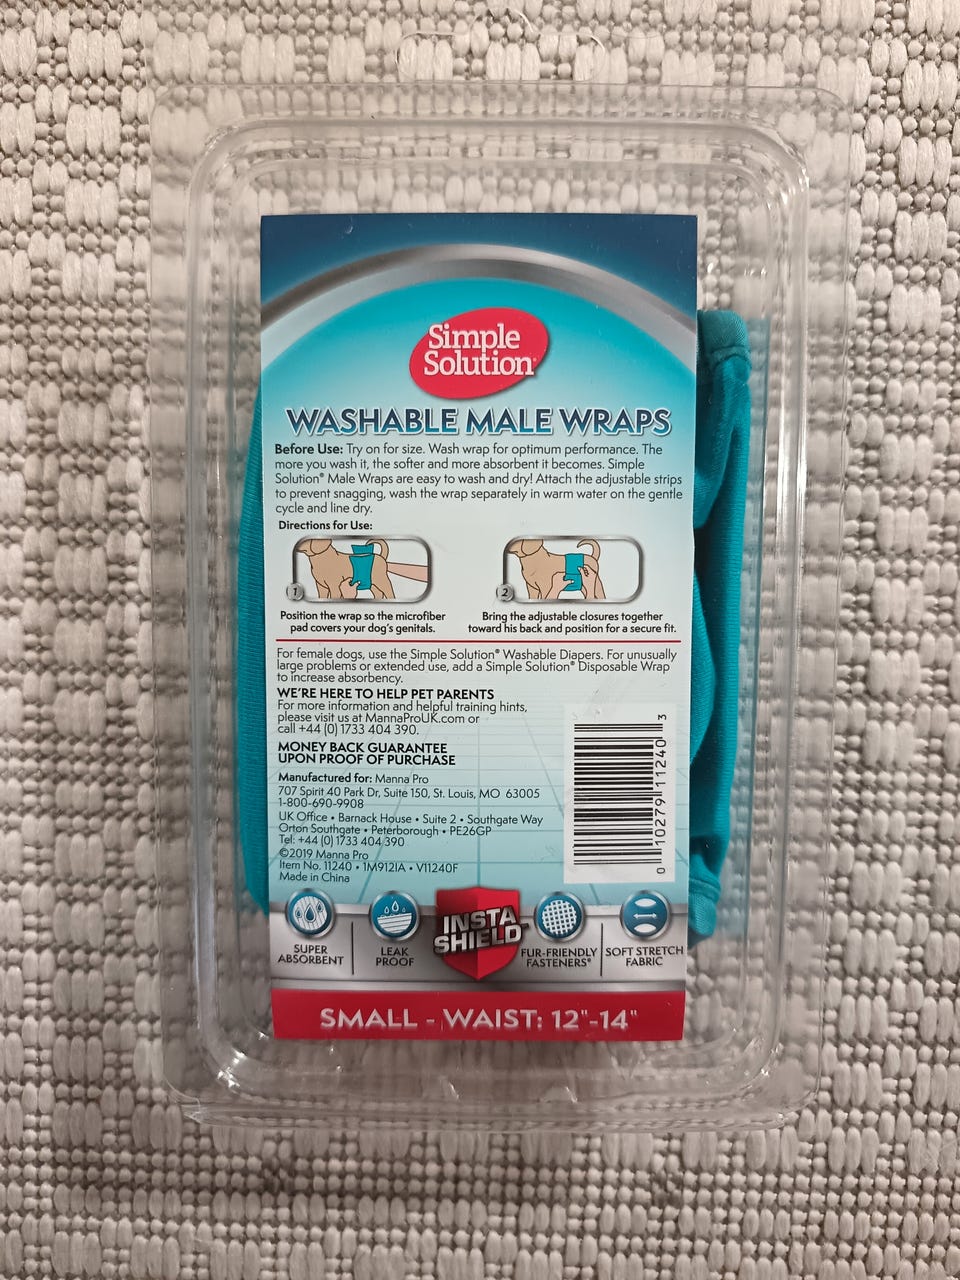 Simple
Solution®
WASHABLE MALE WRAPS
Before Use: Try on for size. Wash wrap for optimum performance. The
more you wash it, the softer and more absorbent it becomes. Simple
Solution® Male Wraps are easy to wash and dry! Attach the adjustable strips
to prevent snagging, wash the wrap separately in warm water on the gentle
cycle and line dry.
Directions for Use:
1
2
Position the wrap so the microfiber
pad covers your dog's genitals.
Bring the adjustable closures together
toward his back and position for a secure fit.
For female dogs, use the Simple Solution® Washable Diapers. For unusually
large problems or extended use, add a Simple Solution® Disposable Wrap
to increase absorbency.
WE'RE HERE TO HELP PET PARENTS
For more information and helpful training hints,
please visit us at MannaProUK.com or
call +44 (0) 1733 404 390.
MONEY BACK GUARANTEE
UPON PROOF OF PURCHASE
Manufactured for: Manna Pro
707 Spirit 40 Park Dr, Suite 150, St. Louis, MO 63005
1-800-690-9908
UK Office • Barnack House • Suite 2 • Southgate Way
Orton Southgate • Peterborough • PE26GP
Tel: +44 (0) 1733 404 390
©2019 Manna Pro
Item No. 11240 • 1M912IA • V11240F
Made in China
0 10279 11240 3
3
SUPER
ABSORBENT
LEAK
PROOF
INSTA
SHIELD
FUR-FRIENDLY
FASTENERS®
SOFT STRETCH
FABRIC
SMALL - WAIST: 12"-14"